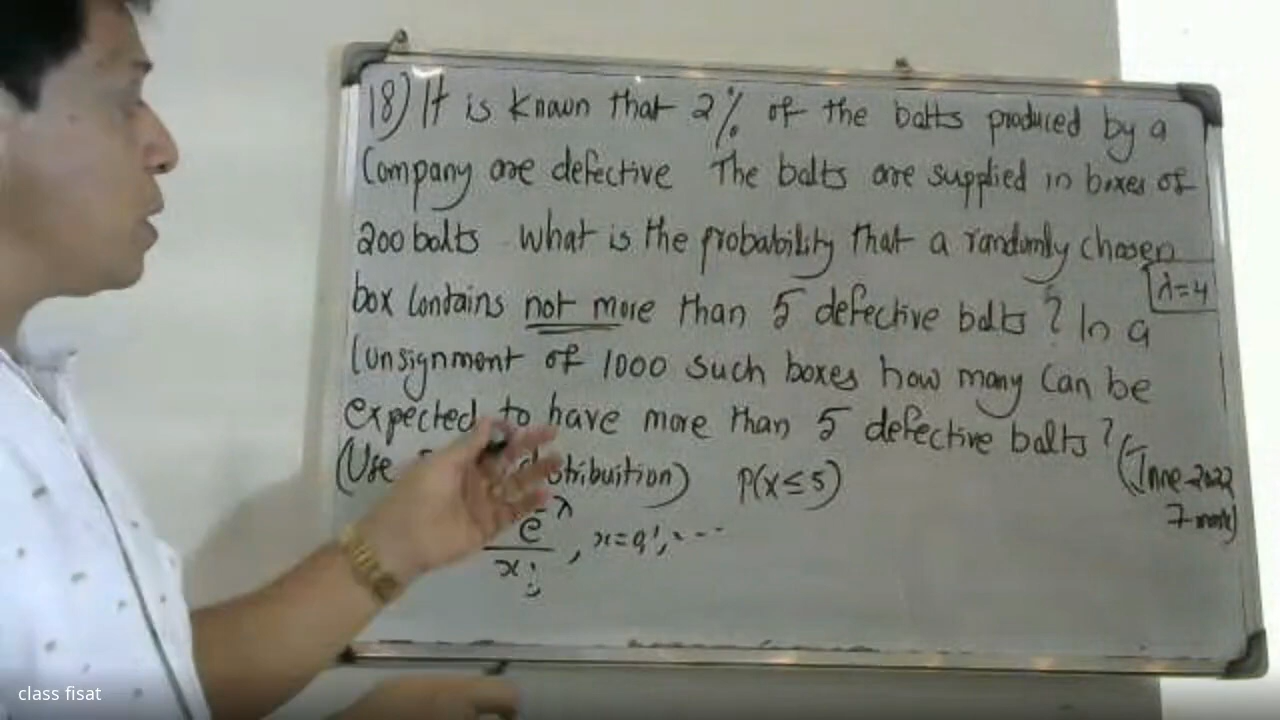 18) It is known that 2% of the bolts produced by a
Company are defective The bolts are supplied in boxes of
200 bolts what is the probability that a randomly chosen
box contains not more than 5 defective bolts? In a
λ=4
Consignment of 1000 such boxes how many can be
expected to have more than 5 defective bolts?
(Use distribuition) P(x≤5)
(June-2022
7-mark)
e^-λ
x! , x=0,1,...
class fisat